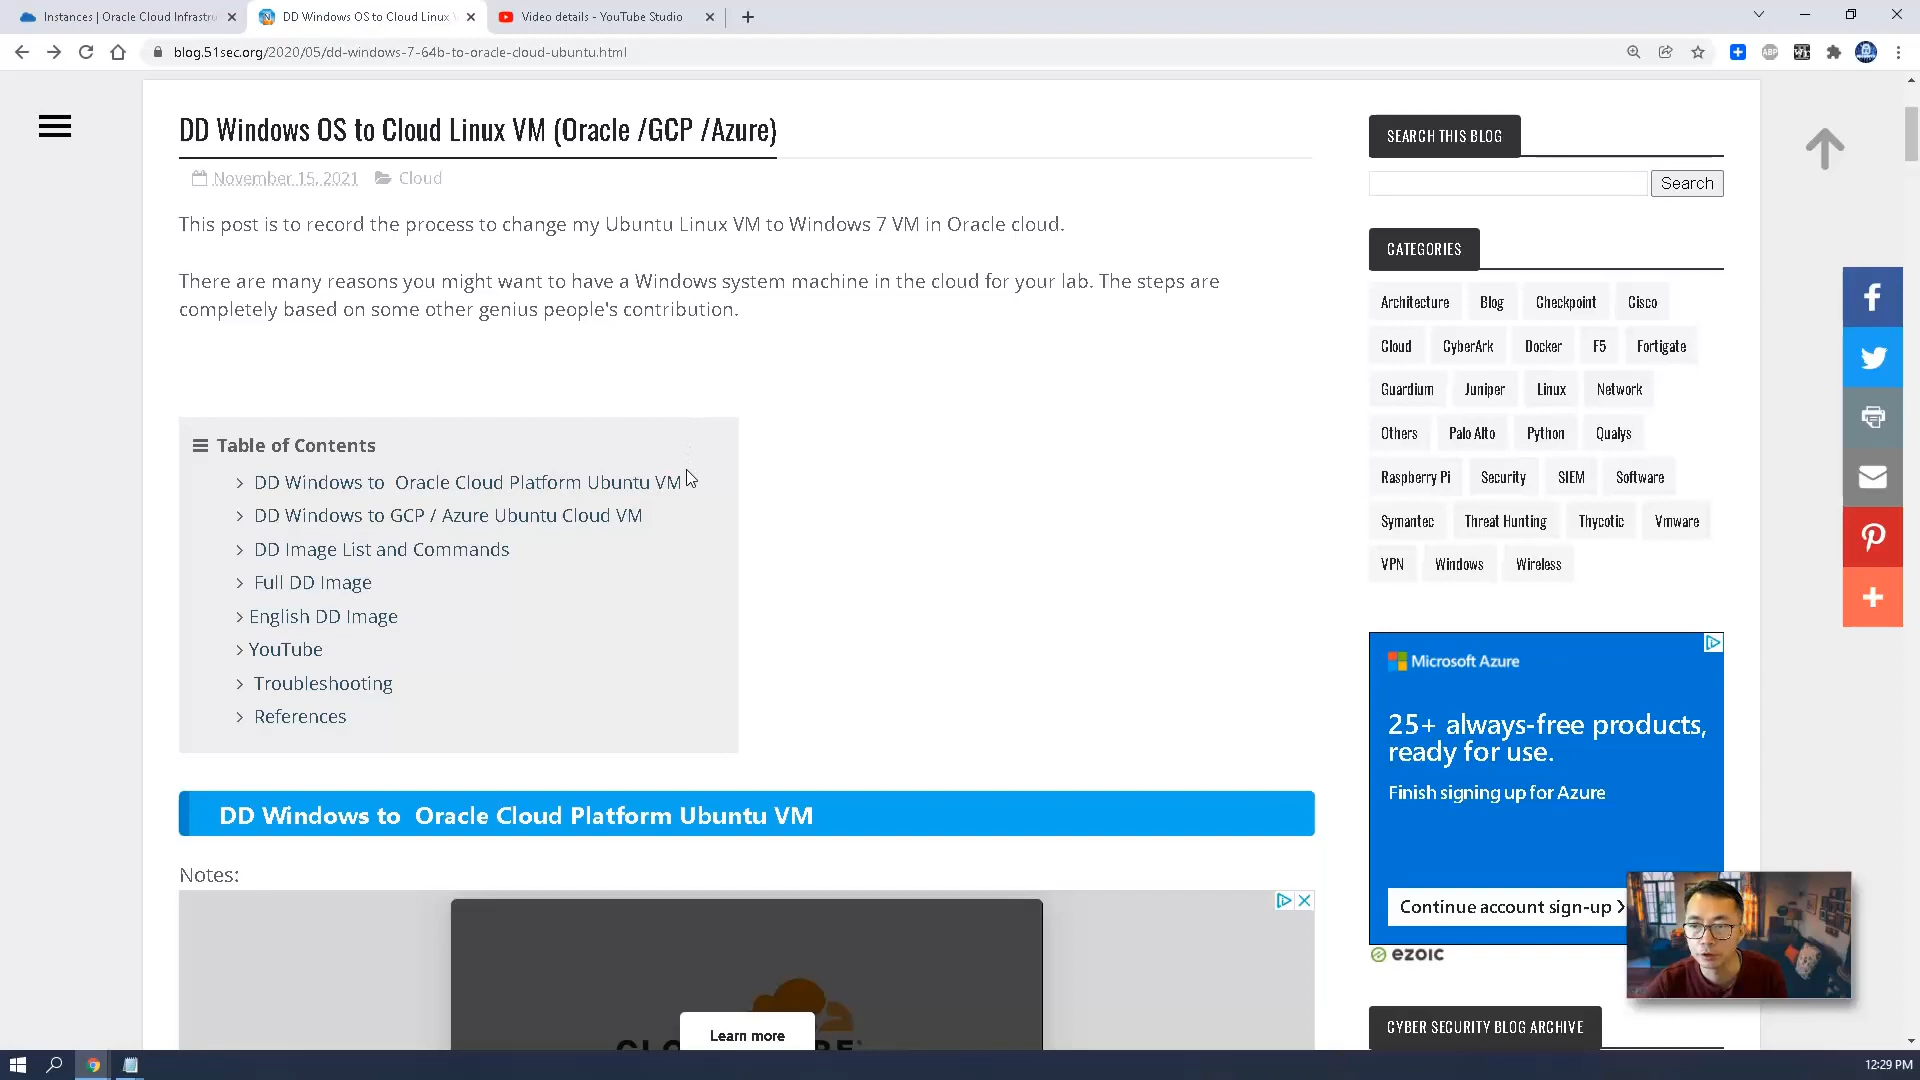 Instances | Oracle Cloud Infrastru
DD Windows OS to Cloud Linux V
Video details - YouTube Studio
blog.51sec.org/2020/05/dd-windows-7-64b-to-oracle-cloud-ubuntu.html
ABP
DD Windows OS to Cloud Linux VM (Oracle /GCP /Azure)
November 15, 2021 Cloud
This post is to record the process to change my Ubuntu Linux VM to Windows 7 VM in Oracle cloud.
There are many reasons you might want to have a Windows system machine in the cloud for your lab. The steps are
completely based on some other genius people's contribution.
Table of Contents
DD Windows to Oracle Cloud Platform Ubuntu VM
DD Windows to GCP / Azure Ubuntu Cloud VM
DD Image List and Commands
Full DD Image
English DD Image
YouTube
Troubleshooting
References
DD Windows to Oracle Cloud Platform Ubuntu VM
Notes:
Learn more
SEARCH THIS BLOG
Search
CATEGORIES
Architecture Blog Checkpoint Cisco
Cloud CyberArk Docker F5 Fortigate
Guardium Juniper Linux Network
Others Palo Alto Python Qualys
Raspberry Pi Security SIEM Software
Symantec Threat Hunting Thycotic Vmware
VPN Windows Wireless
Microsoft Azure
25+ always-free products,
ready for use.
Finish signing up for Azure
Continue account sign-up
ezoic
CYBER SECURITY BLOG ARCHIVE
12:29 PM